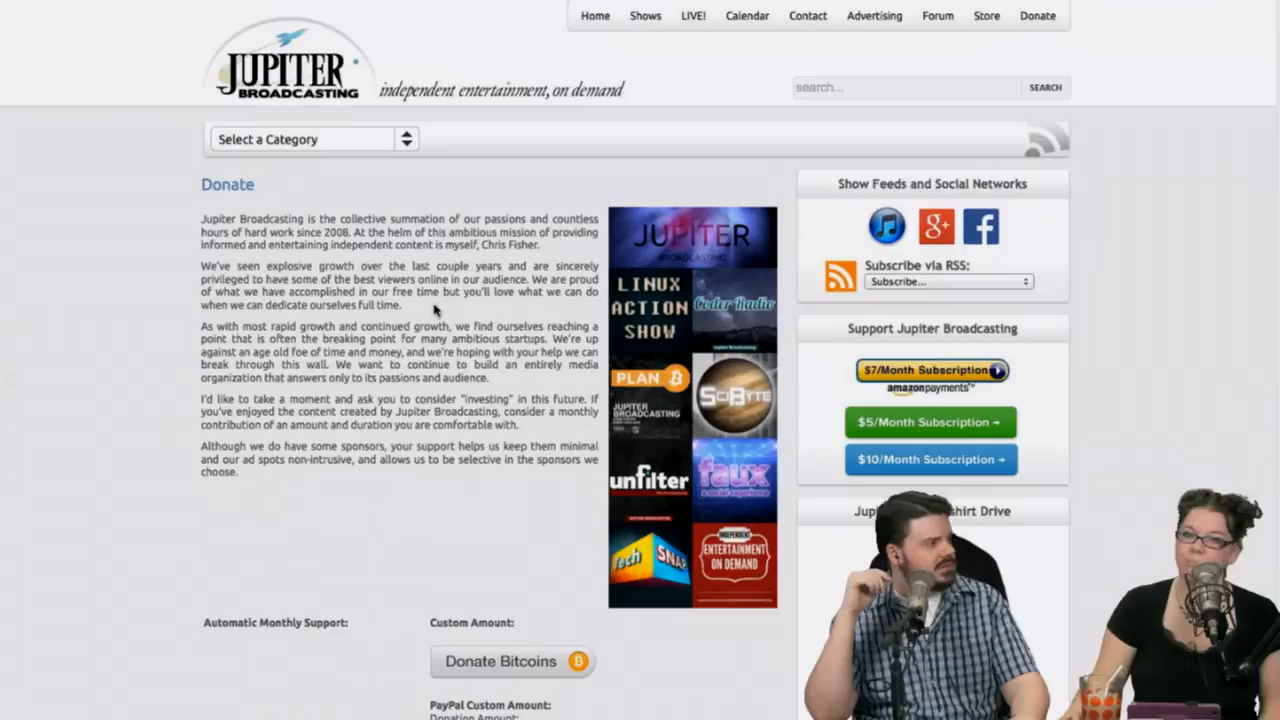 Home Shows LIVE! Calendar Contact Advertising Forum Store Donate
JUPITER
BROADCASTING
independent entertainment, on demand
search...
SEARCH
Select a Category
Donate
Jupiter Broadcasting is the collective summation of our passions and countless
hours of hard work since 2008. At the helm of this ambitious mission of providing
informed and entertaining independent content is myself, Chris Fisher.
We've seen explosive growth over the last couple years and are sincerely
privileged to have some of the best viewers online in our audience. We are proud
of what we have accomplished in our free time but you'll love what we can do
when we can dedicate ourselves full time.
As with most rapid growth and continued growth, we find ourselves reaching a
point that is often the breaking point for many ambitious startups. We're up
against an age old foe of time and money, and we're hoping with your help we can
break through this wall. We want to continue to build an entirely media
organization that answers only to its passions and audience.
I'd like to take a moment and ask you to consider "investing" in this future. If
you've enjoyed the content created by Jupiter Broadcasting, consider a monthly
contribution of an amount and duration you are comfortable with.
Although we do have some sponsors, your support helps us keep them minimal
and our ad spots non-intrusive, and allows us to be selective in the sponsors we
choose.
JUPITER
BROADCASTING
LINUX
ACTION
SHOW
Coder Radio
PLAN B
JUPITER
BROADCASTING
SciByte
unfilter
faux
a social experience
Tech
SNAP
INDEPENDENT
ENTERTAINMENT
ON DEMAND
Automatic Monthly Support:
Custom Amount:
Donate Bitcoins
PayPal Custom Amount:
Donation Amount:
Show Feeds and Social Networks
g+
f
Subscribe via RSS:
Subscribe...
Support Jupiter Broadcasting
$7/Month Subscription
amazonpayments™
$5/Month Subscription →
$10/Month Subscription →
Drive